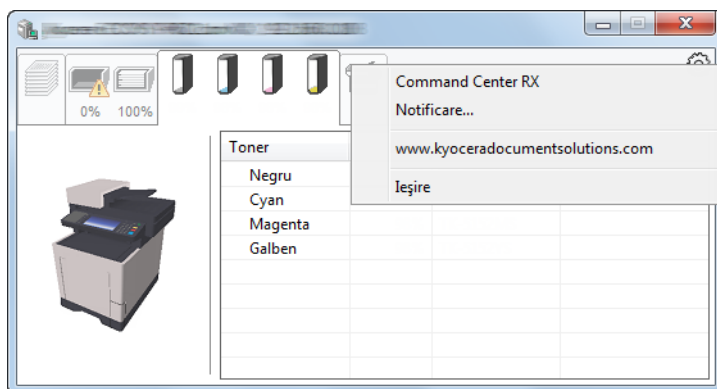 0% 100%
Command Center RX
Notificare...
www.kyoceradocumentsolutions.com
Ieşire
Toner
Negru
Cyan
Magenta
Galben